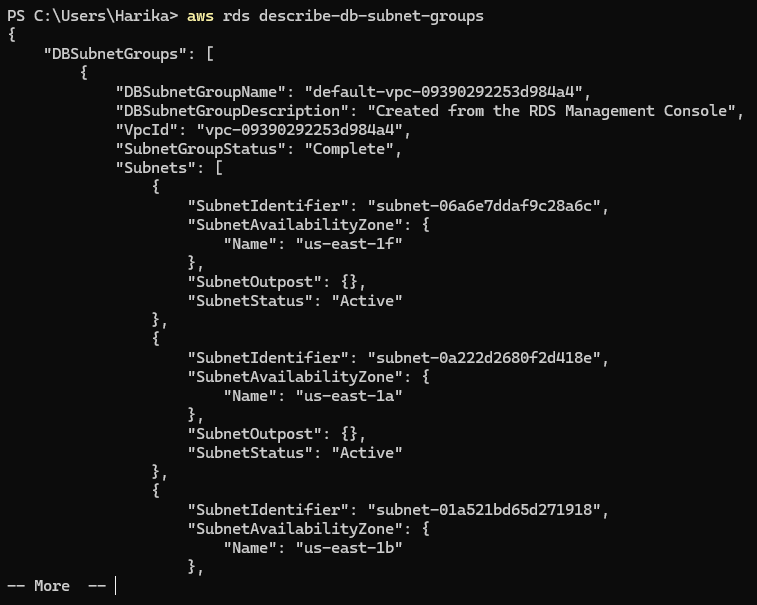 PS C:\Users\Harika> aws rds describe-db-subnet-groups
{
    "DBSubnetGroups": [
        {
            "DBSubnetGroupName": "default-vpc-09390292253d984a4",
            "DBSubnetGroupDescription": "Created from the RDS Management Console",
            "VpcId": "vpc-09390292253d984a4",
            "SubnetGroupStatus": "Complete",
            "Subnets": [
                {
                    "SubnetIdentifier": "subnet-06a6e7ddaf9c28a6c",
                    "SubnetAvailabilityZone": {
                        "Name": "us-east-1f"
                    },
                    "SubnetOutpost": {},
                    "SubnetStatus": "Active"
                },
                {
                    "SubnetIdentifier": "subnet-0a222d2680f2d418e",
                    "SubnetAvailabilityZone": {
                        "Name": "us-east-1a"
                    },
                    "SubnetOutpost": {},
                    "SubnetStatus": "Active"
                },
                {
                    "SubnetIdentifier": "subnet-01a521bd65d271918",
                    "SubnetAvailabilityZone": {
                        "Name": "us-east-1b"
                    },
-- More  --